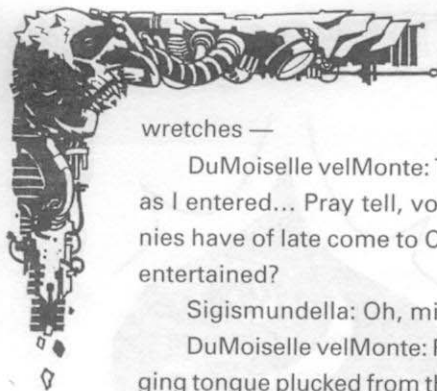 wretches —
DuMoiselle velMonte:
as I entered... Pray tell, vo
nies have of late come to
entertained?
Sigismundella: Oh, mi
DuMoiselle velMonte:
ging tongue plucked from th